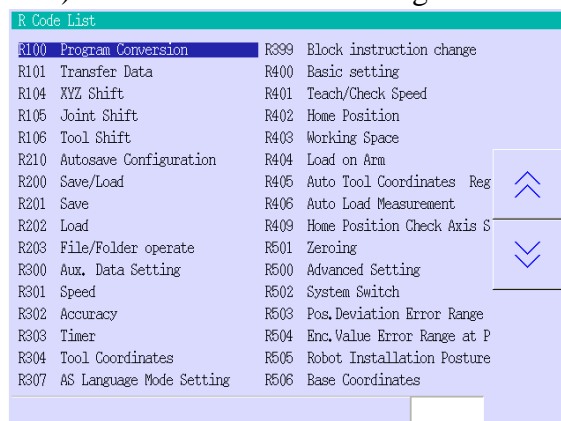 R Code List
R100 Program Conversion
R101 Transfer Data
R104 XYZ Shift
R105 Joint Shift
R106 Tool Shift
R210 Autosave Configuration
R200 Save/Load
R201 Save
R202 Load
R203 File/Folder operate
R300 Aux. Data Setting
R301 Speed
R302 Accuracy
R303 Timer
R304 Tool Coordinates
R307 AS Language Mode Setting
R399 Block instruction change
R400 Basic setting
R401 Teach/Check Speed
R402 Home Position
R403 Working Space
R404 Load on Arm
R405 Auto Tool Coordinates Reg
R406 Auto Load Measurement
R409 Home Position Check Axis S
R501 Zeroing
R500 Advanced Setting
R502 System Switch
R503 Pos.Deviation Error Range
R504 Enc.Value Error Range at P
R505 Robot Installation Posture
R506 Base Coordinates